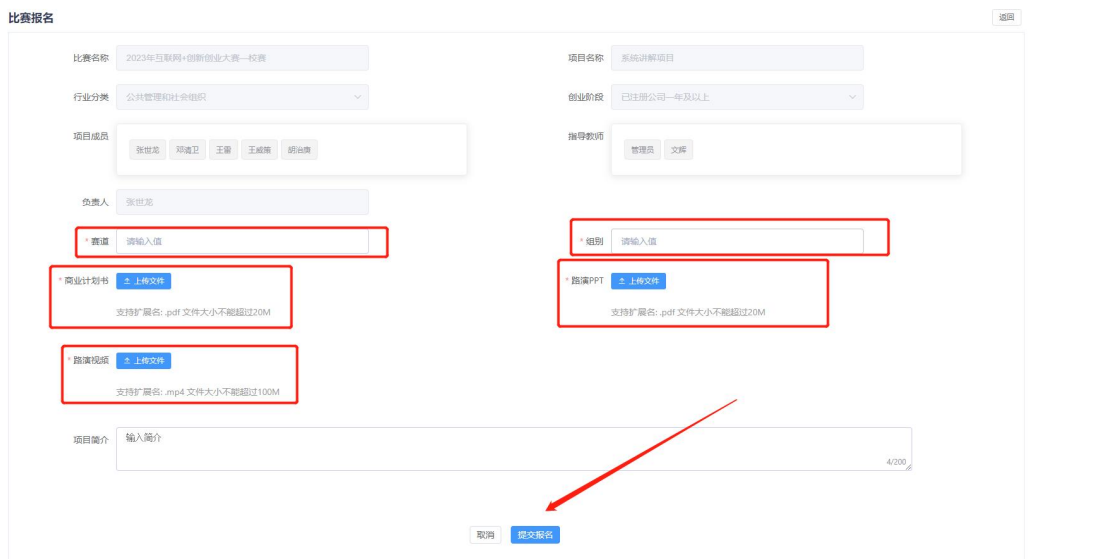 比赛报名
返回
比赛名称 2023年互联网+创新创业大赛—校赛 项目名称 系统讲解项目
行业分类 公共管理和社会组织 创业阶段 已注册公司一年及以上
项目成员 张世龙 邓清卫 王雷 王威振 胡治唐 指导教师 管理员 文辉
负责人 张世龙
* 赛道 请输入值 * 组别 请输入值
* 商业计划书 上传文件 * 路演PPT 上传文件
支持扩展名: .pdf 文件大小不能超过20M 支持扩展名: .pdf 文件大小不能超过20M
* 路演视频 上传文件
支持扩展名: .mp4 文件大小不能超过100M
项目简介 输入简介
4/200
取消 提交报名